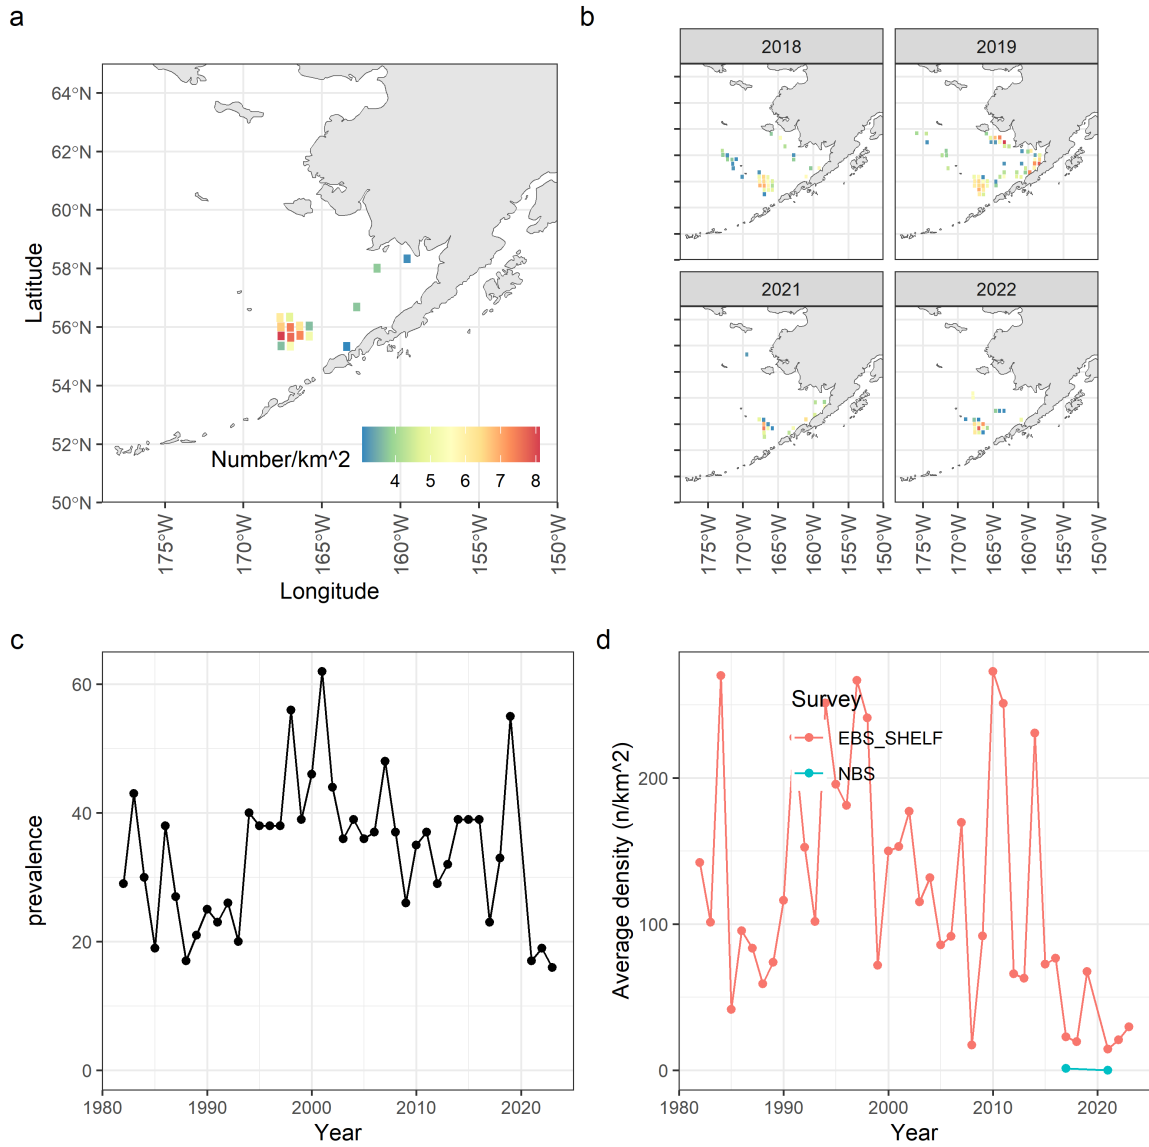 a
64°N
62°N
60°N
58°N
56°N
54°N
52°N
50°N
Latitude
Number/km^2
4 5 6 7 8
175°W 170°W 165°W 160°W 155°W 150°W
Longitude
b
2018 2019
2021 2022
175°W 170°W 165°W 160°W 155°W 150°W 175°W 170°W 165°W 160°W 155°W 150°W
c
60
40
20
0
prevalence
1980 1990 2000 2010 2020
Year
d
Survey
EBS_SHELF
NBS
200
100
0
Average density (n/km^2)
1980 1990 2000 2010 2020
Year